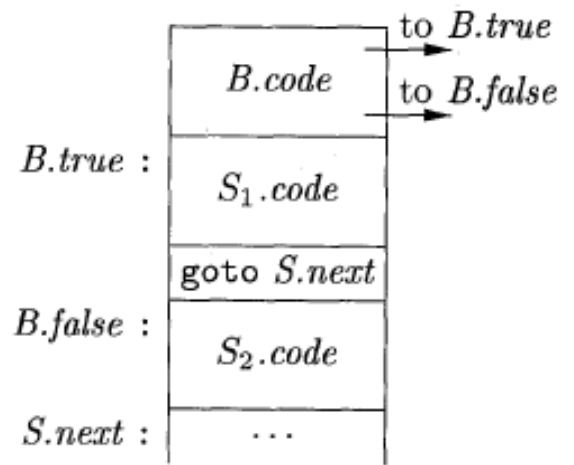 to B.true
B.code
to B.false
B.true :
S₁.code
goto S.next
B.false :
S₂.code
S.next :
...